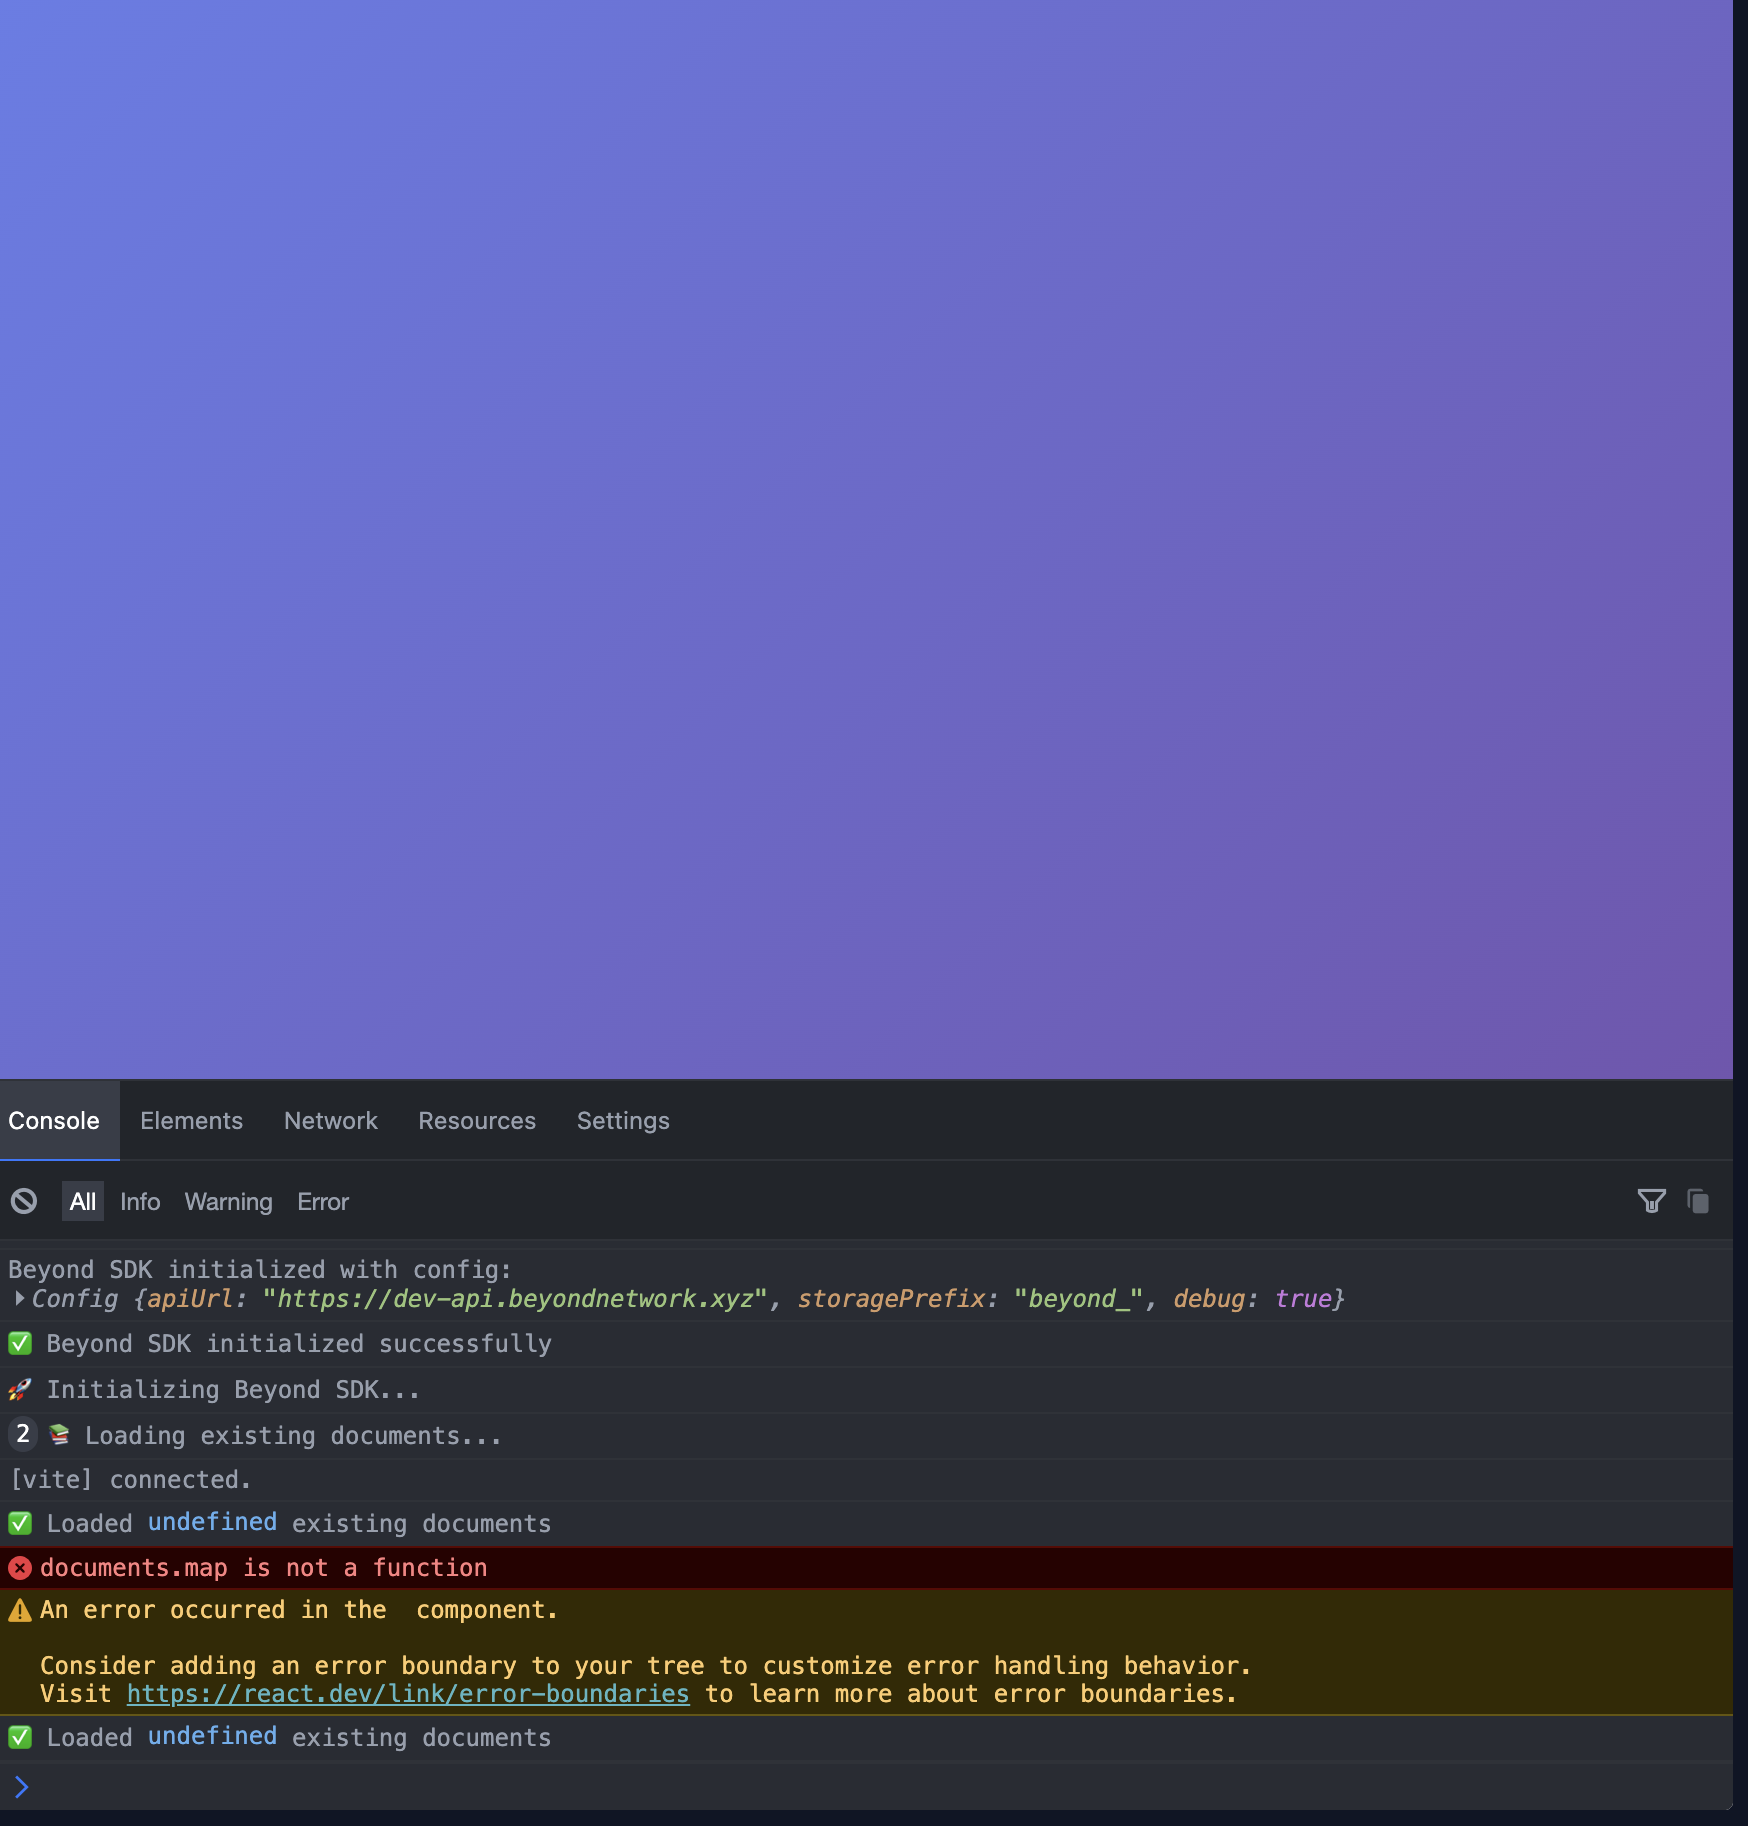 Console Elements Network Resources Settings
All Info Warning Error
Beyond SDK initialized with config:
Config {apiUrl: "https://dev-api.beyondnetwork.xyz", storagePrefix: "beyond_", debug: true}
✅ Beyond SDK initialized successfully
🚀 Initializing Beyond SDK...
2 📚 Loading existing documents...
[vite] connected.
✅ Loaded undefined existing documents
documents.map is not a function
An error occurred in the  component.
Consider adding an error boundary to your tree to customize error handling behavior.
Visit https://react.dev/link/error-boundaries to learn more about error boundaries.
✅ Loaded undefined existing documents